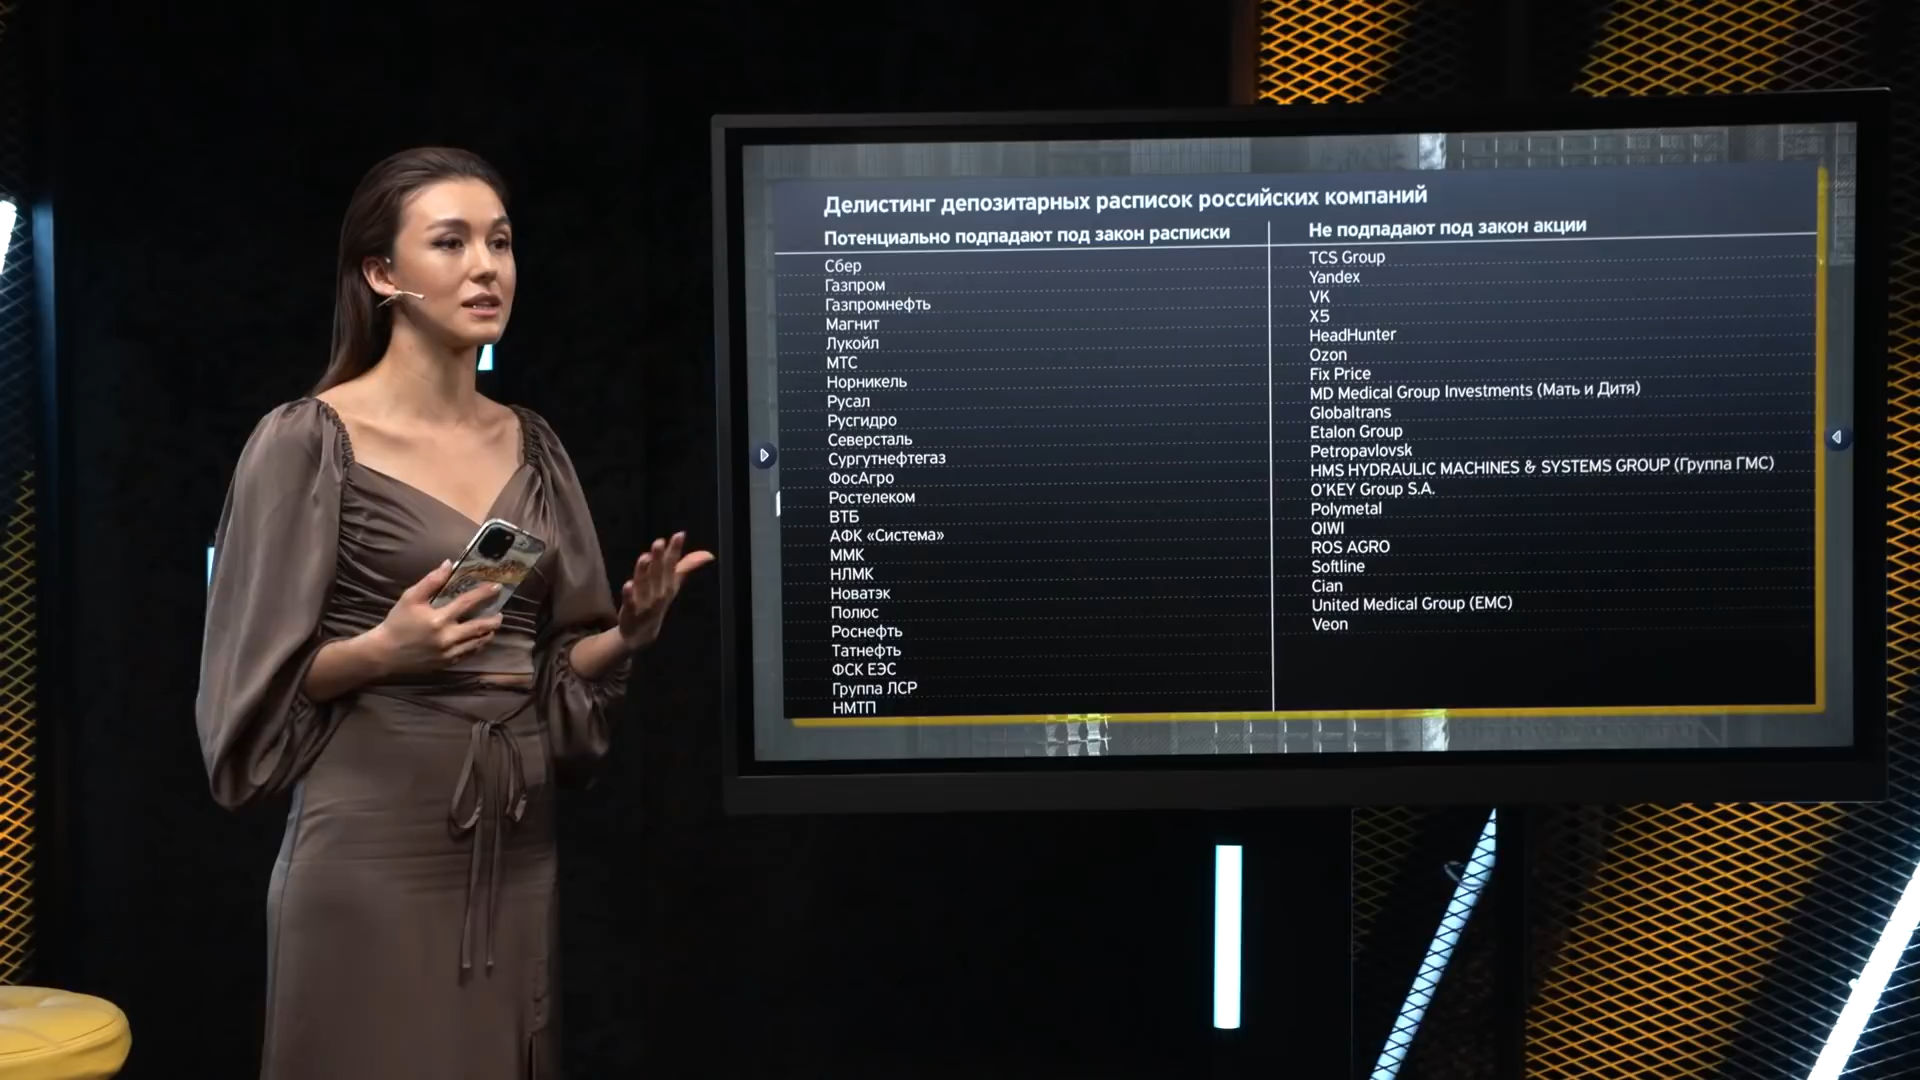 Делистинг депозитарных расписок российских компаний
Потенциально подпадают под закон расписки
Сбер
Газпром
Газпромнефть
Магнит
Лукойл
МТС
Норникель
Русал
Русгидро
Северсталь
Сургутнефтегаз
ФосАгро
Ростелеком
ВТБ
АФК «Система»
ММК
НЛМК
Новатэк
Полюс
Роснефть
Татнефть
ФСК ЕЭС
Группа ЛСР
НМТП
Не подпадают под закон акции
TCS Group
Yandex
VK
X5
HeadHunter
Ozon
Fix Price
MD Medical Group Investments (Мать и Дитя)
Globaltrans
Etalon Group
Petropavlovsk
HMS HYDRAULIC MACHINES & SYSTEMS GROUP (Группа ГМС)
O'KEY Group S.A.
Polymetal
QIWI
ROS AGRO
Softline
Cian
United Medical Group (EMC)
Veon